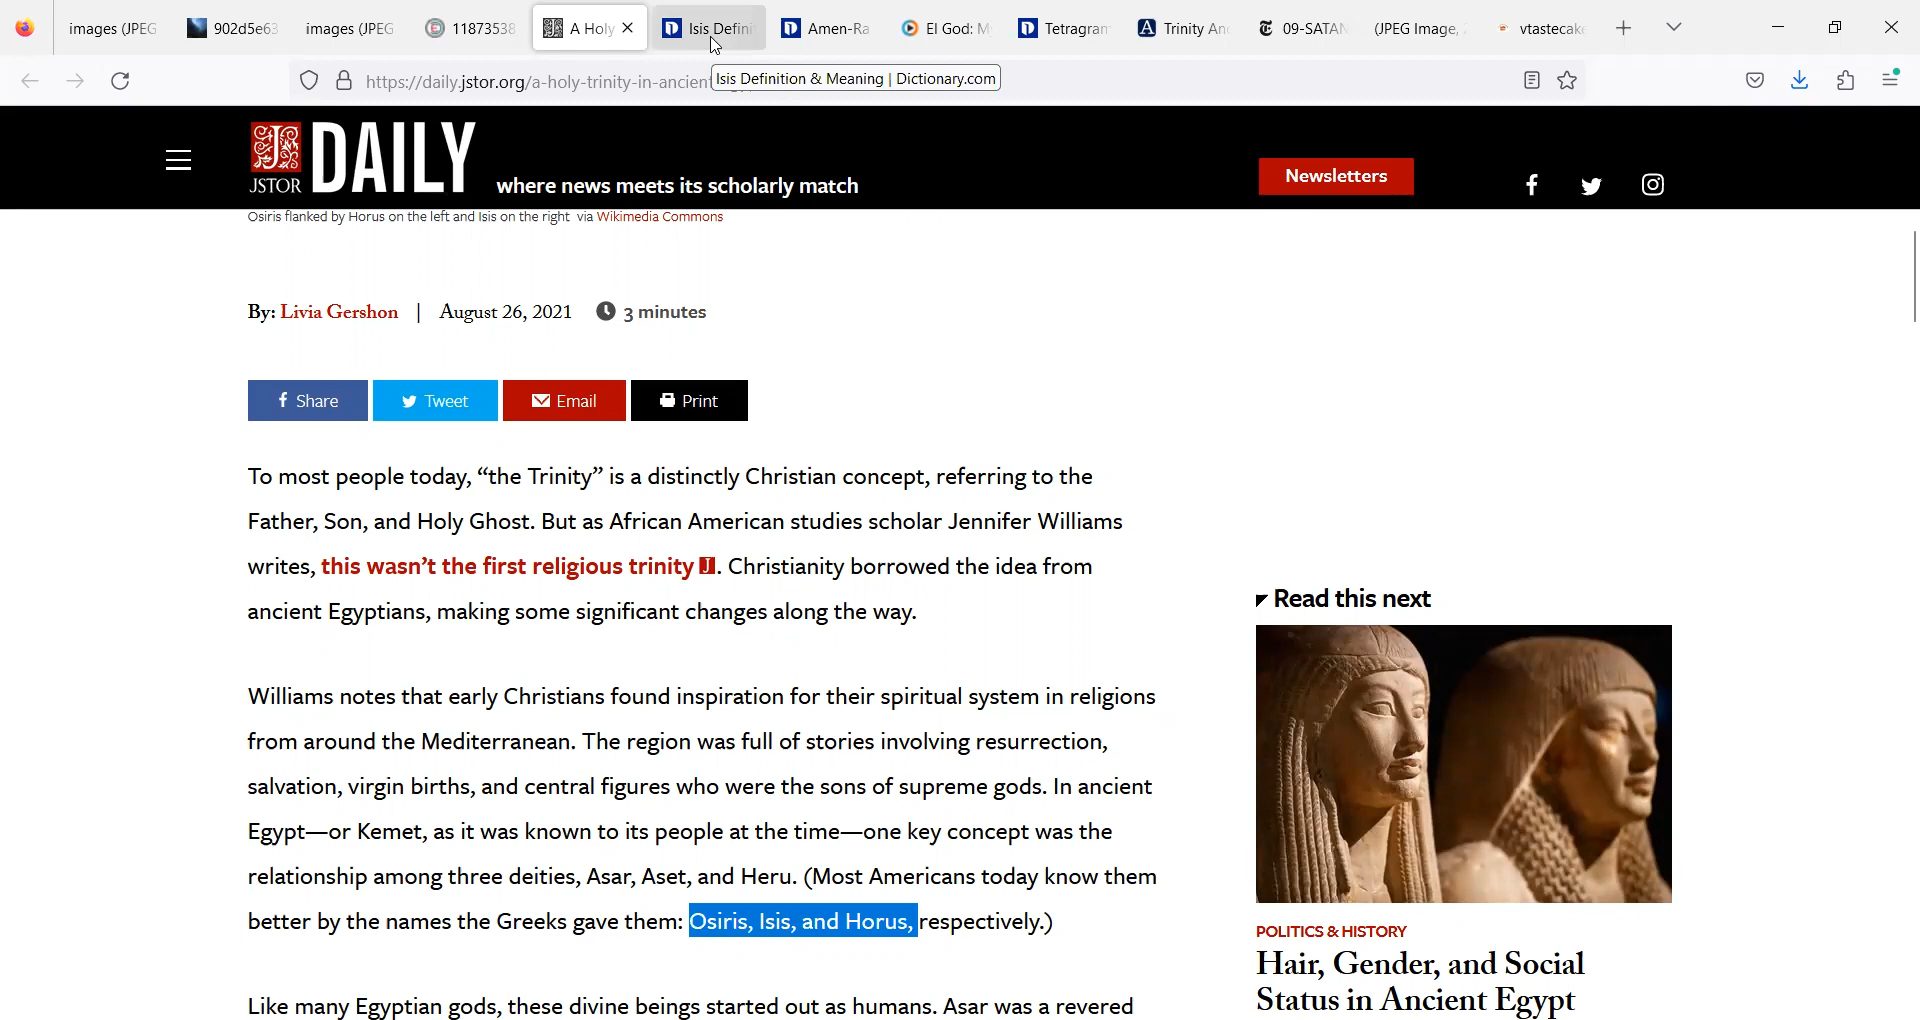 images (JPEG
902d5e63
images (JPEG
11873538
A Holy
Isis Defini
Amen-Ra
El God: M
Tetragram
Trinity An
09-SATAN
(JPEG Image,
vtastecake
https://daily.jstor.org/a-holy-trinity-in-ancient
Isis Definition & Meaning | Dictionary.com
JSTOR DAILY where news meets its scholarly match
Newsletters
Osiris flanked by Horus on the left and Isis on the right via Wikimedia Commons
By: Livia Gershon | August 26, 2021 3 minutes
Share
Tweet
Email
Print
To most people today, “the Trinity” is a distinctly Christian concept, referring to the
Father, Son, and Holy Ghost. But as African American studies scholar Jennifer Williams
writes, this wasn’t the first religious trinity J. Christianity borrowed the idea from
ancient Egyptians, making some significant changes along the way.
Williams notes that early Christians found inspiration for their spiritual system in religions
from around the Mediterranean. The region was full of stories involving resurrection,
salvation, virgin births, and central figures who were the sons of supreme gods. In ancient
Egypt—or Kemet, as it was known to its people at the time—one key concept was the
relationship among three deities, Asar, Aset, and Heru. (Most Americans today know them
better by the names the Greeks gave them: Osiris, Isis, and Horus, respectively.)
Like many Egyptian gods, these divine beings started out as humans. Asar was a revered
Read this next
POLITICS & HISTORY
Hair, Gender, and Social
Status in Ancient Egypt